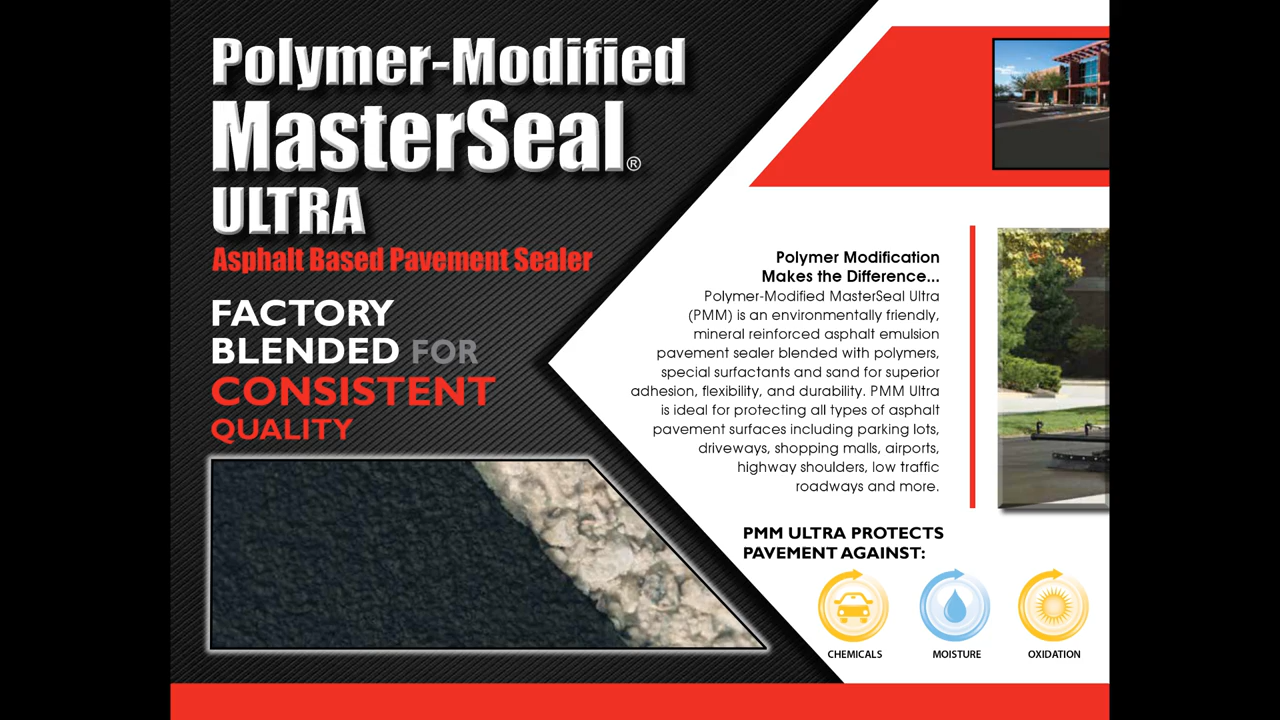 Polymer-Modified
MasterSeal®
ULTRA
Asphalt Based Pavement Sealer
FACTORY
BLENDED FOR
CONSISTENT
QUALITY
Polymer Modification
Makes the Difference...
Polymer-Modified MasterSeal Ultra
(PMM) is an environmentally friendly,
mineral reinforced asphalt emulsion
pavement sealer blended with polymers,
special surfactants and sand for superior
adhesion, flexibility, and durability. PMM Ultra
is ideal for protecting all types of asphalt
pavement surfaces including parking lots,
driveways, shopping malls, airports,
highway shoulders, low traffic
roadways and more.
PMM ULTRA PROTECTS
PAVEMENT AGAINST:
CHEMICALS MOISTURE OXIDATION